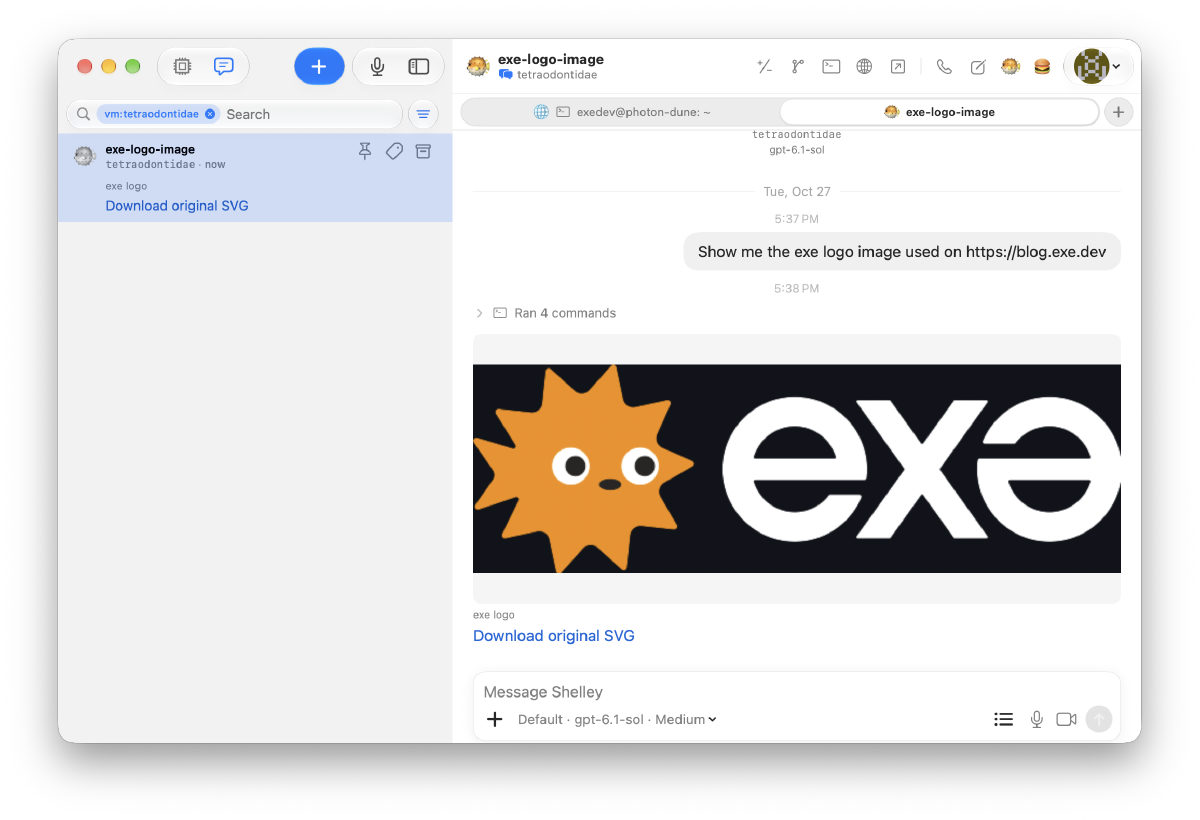 exe-logo-image
tetraodontidae
vm:tetraodontidae
Search
exedev@photon-dune: ~
exe-logo-image
exe-logo-image
tetraodontidae · now
exe logo
Download original SVG
tetraodontidae
gpt-6.1-sol
Tue, Oct 27
5:37 PM
Show me the exe logo image used on https://blog.exe.dev
5:38 PM
Ran 4 commands
exe
exe logo
Download original SVG
Message Shelley
Default · gpt-6.1-sol · Medium